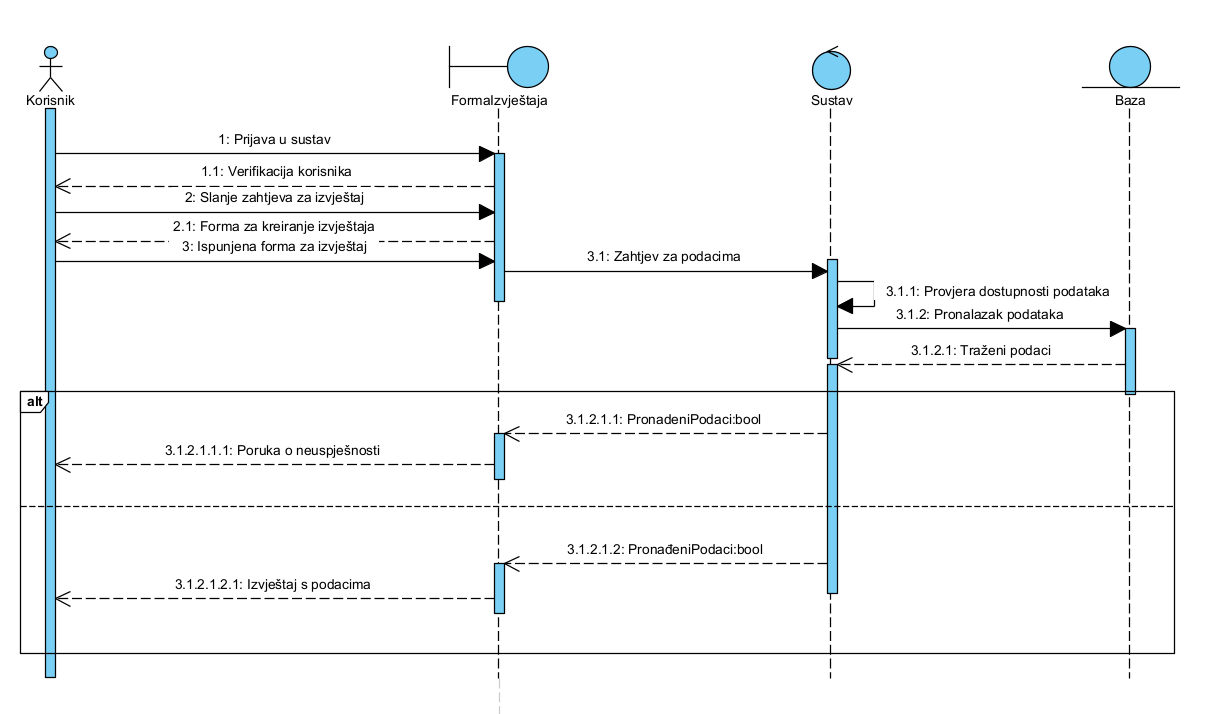 Korisnik
FormaIzvještaja
Sustav
Baza
1: Prijava u sustav
1.1: Verifikacija korisnika
2: Slanje zahtjeva za izvještaj
2.1: Forma za kreiranje izvještaja
3: Ispunjena forma za izvještaj
3.1: Zahtjev za podacima
3.1.1: Provjera dostupnosti podataka
3.1.2: Pronalazak podataka
3.1.2.1: Traženi podaci
alt
3.1.2.1.1: PronadeniPodaci:bool
3.1.2.1.1.1: Poruka o neuspješnosti
3.1.2.1.2: PronađeniPodaci:bool
3.1.2.1.2.1: Izvještaj s podacima